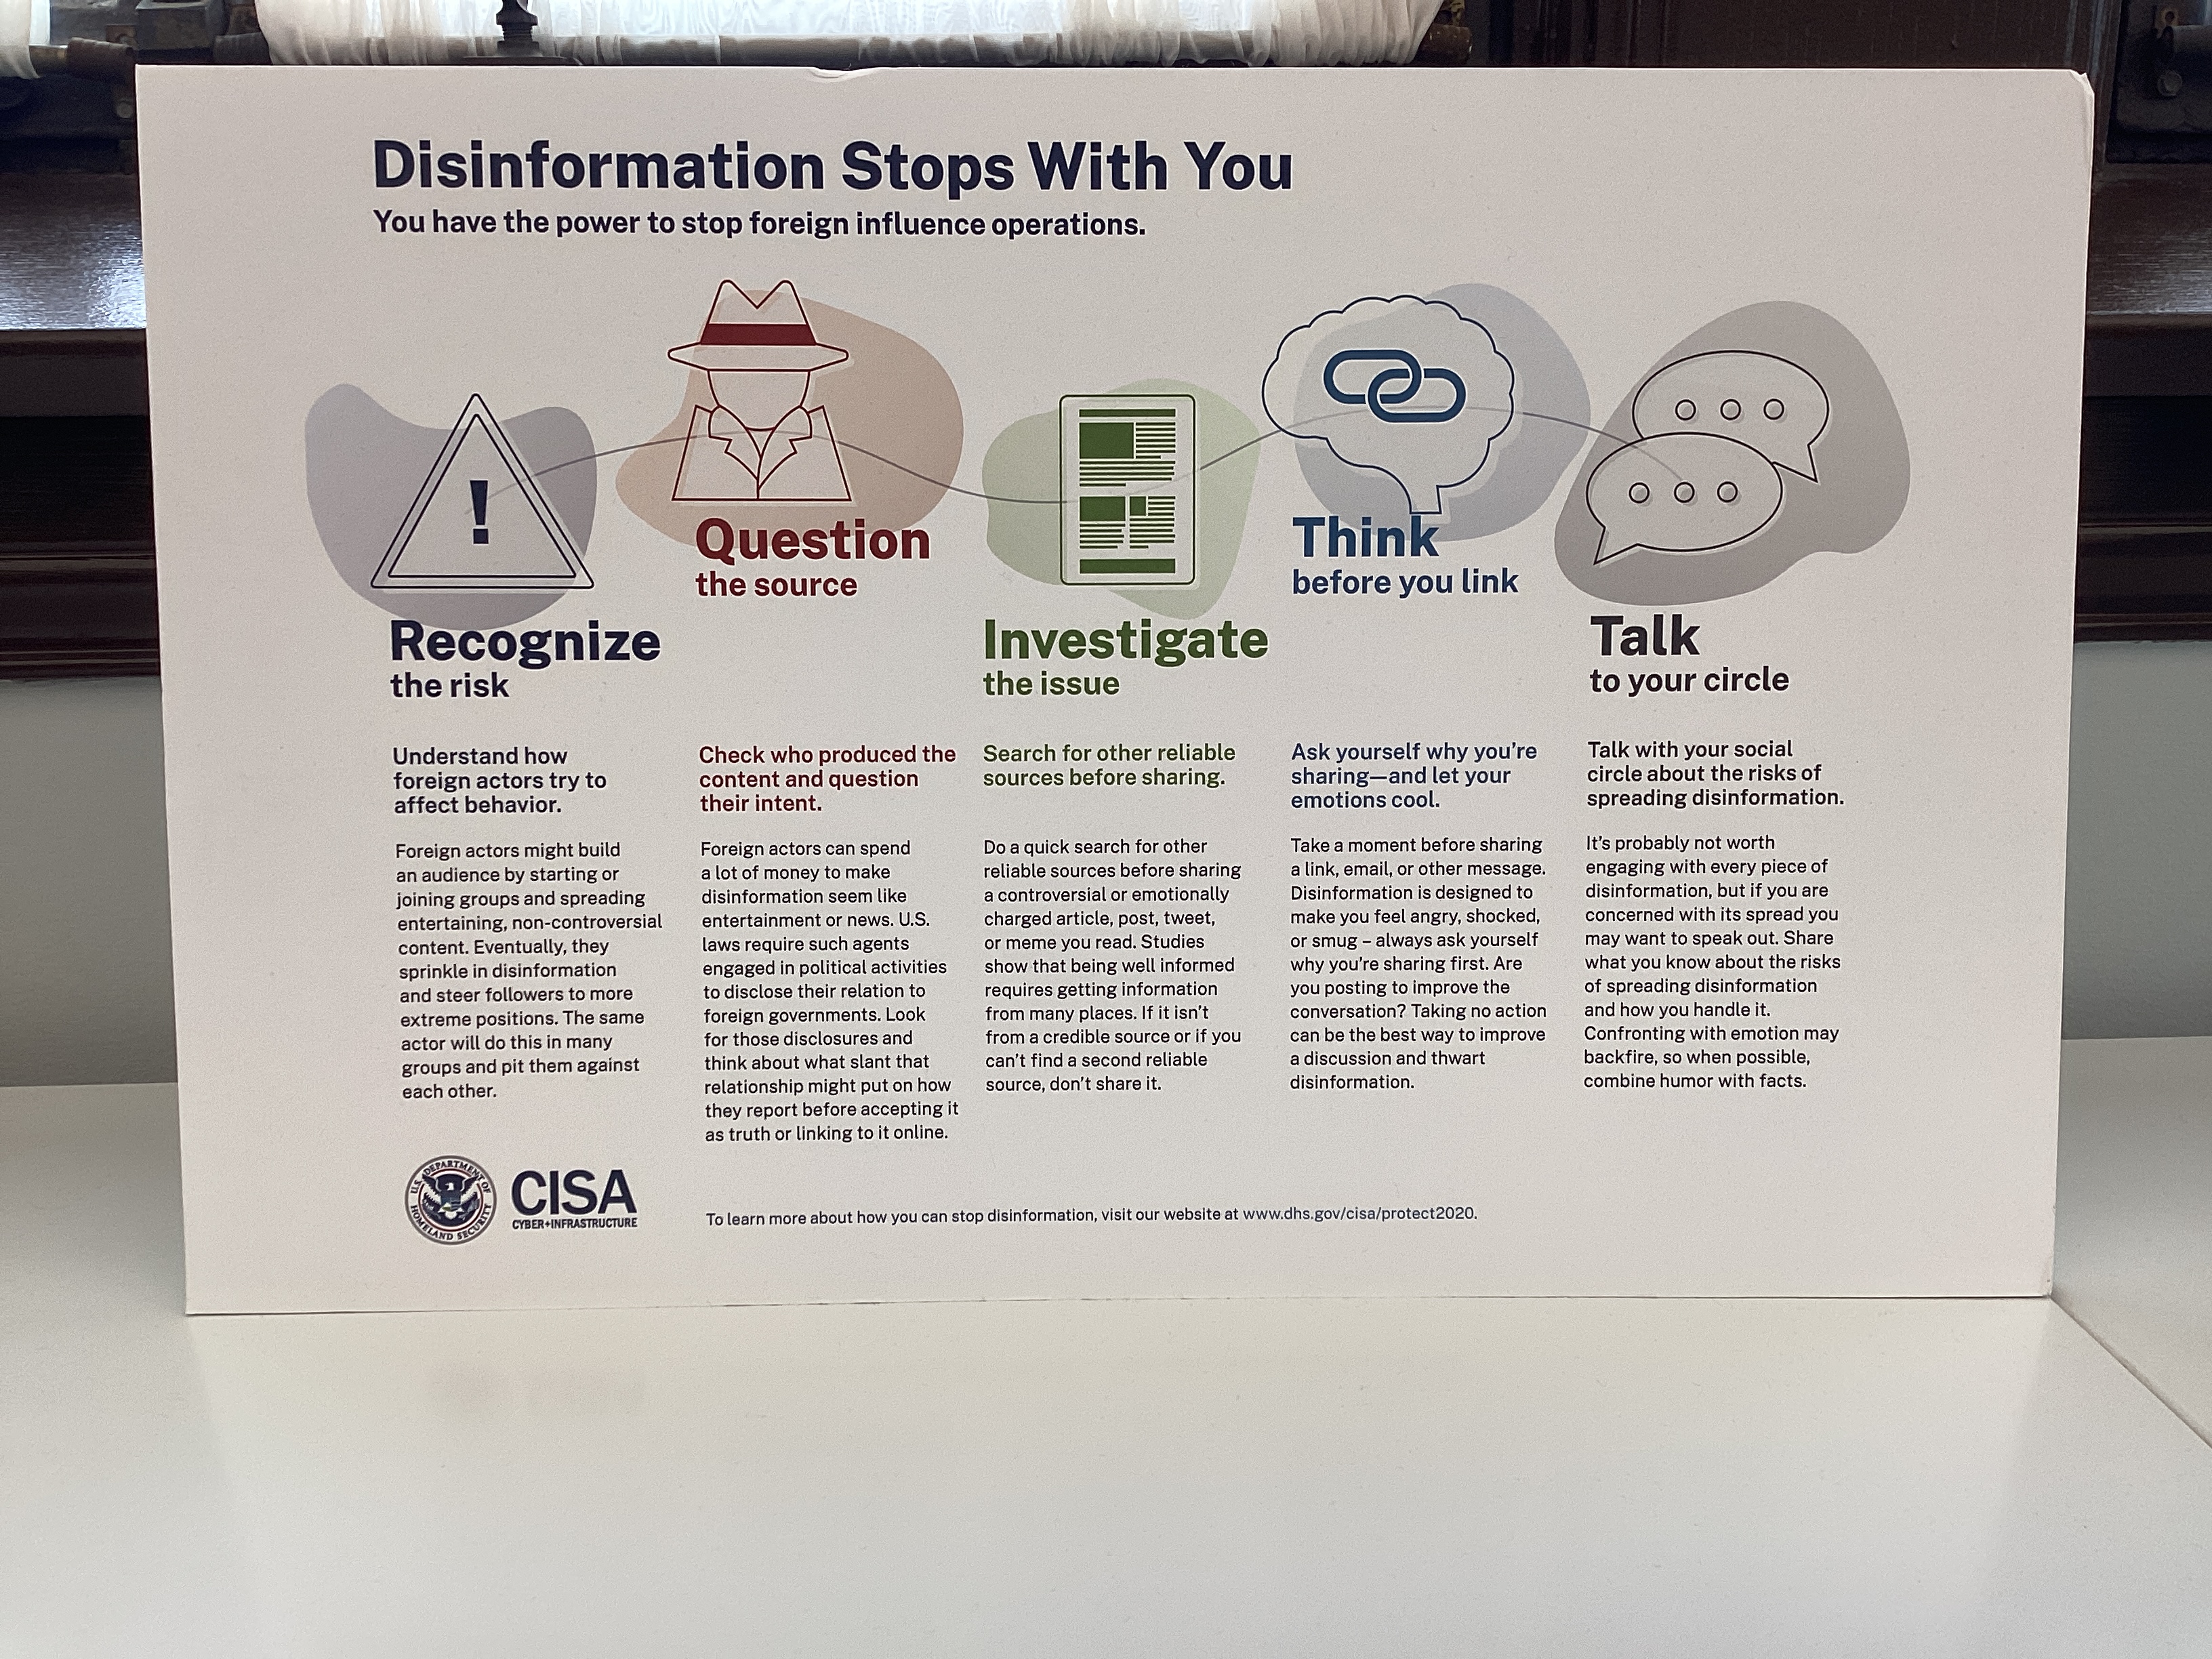 Disinformation Stops With You
You have the power to stop foreign influence operations.
!
Recognize
the risk
Understand how
foreign actors try to
affect behavior.
Foreign actors might build
an audience by starting or
joining groups and spreading
entertaining, non-controversial
content. Eventually, they
sprinkle in disinformation
and steer followers to more
extreme positions. The same
actor will do this in many
groups and pit them against
each other.
Question
the source
Check who produced the
content and question
their intent.
Foreign actors can spend
a lot of money to make
disinformation seem like
entertainment or news. U.S.
laws require such agents
engaged in political activities
to disclose their relation to
foreign governments. Look
for those disclosures and
think about what slant that
relationship might put on how
they report before accepting it
as truth or linking to it online.
Investigate
the issue
Search for other reliable
sources before sharing.
Do a quick search for other
reliable sources before sharing
a controversial or emotionally
charged article, post, tweet,
or meme you read. Studies
show that being well informed
requires getting information
from many places. If it isn't
from a credible source or if you
can't find a second reliable
source, don't share it.
Think
before you link
Ask yourself why you're
sharing—and let your
emotions cool.
Take a moment before sharing
a link, email, or other message.
Disinformation is designed to
make you feel angry, shocked,
or smug – always ask yourself
why you're sharing first. Are
you posting to improve the
conversation? Taking no action
can be the best way to improve
a discussion and thwart
disinformation.
Talk
to your circle
Talk with your social
circle about the risks of
spreading disinformation.
It's probably not worth
engaging with every piece of
disinformation, but if you are
concerned with its spread you
may want to speak out. Share
what you know about the risks
of spreading disinformation
and how you handle it.
Confronting with emotion may
backfire, so when possible,
combine humor with facts.
U.S. DEPARTMENT OF
HOMELAND SECURITY
CISA
CYBER+INFRASTRUCTURE
To learn more about how you can stop disinformation, visit our website at www.dhs.gov/cisa/protect2020.